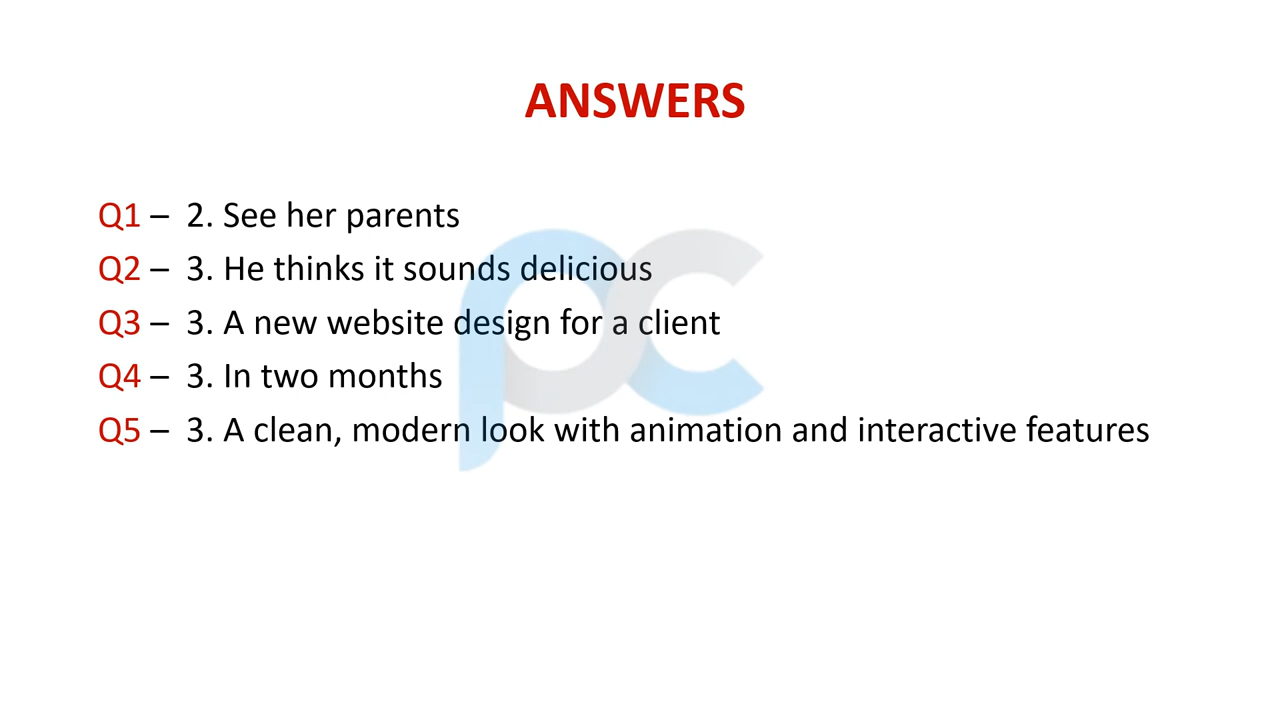 ANSWERS
Q1 – 2. See her parents
Q2 – 3. He thinks it sounds delicious
Q3 – 3. A new website design for a client
Q4 – 3. In two months
Q5 – 3. A clean, modern look with animation and interactive features
pc